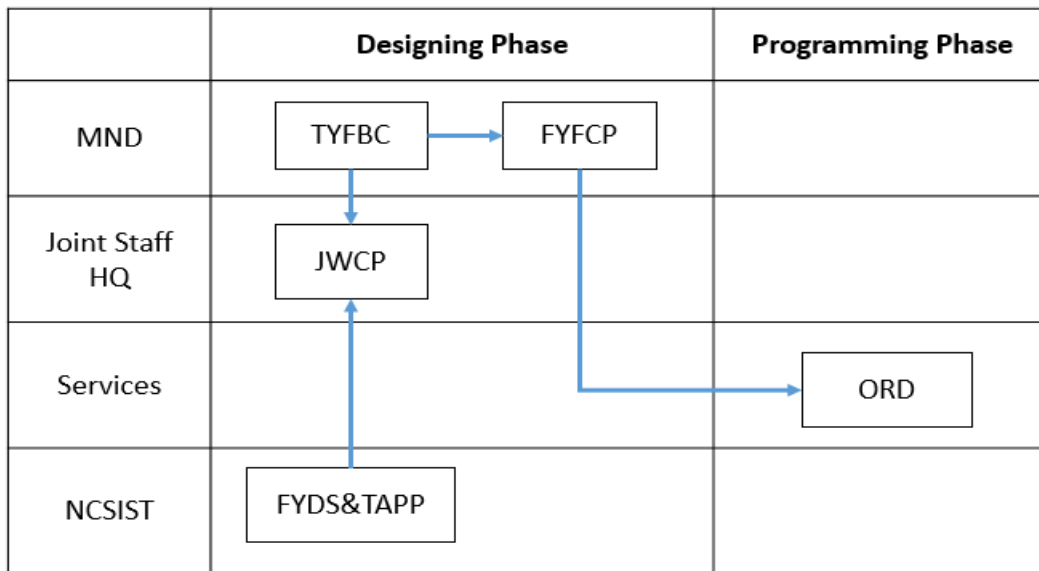 Designing Phase
Programming Phase
MND
TYFBC
FYFCP
Joint Staff
HQ
JWCP
Services
ORD
NCSIST
FYDS&TAPP